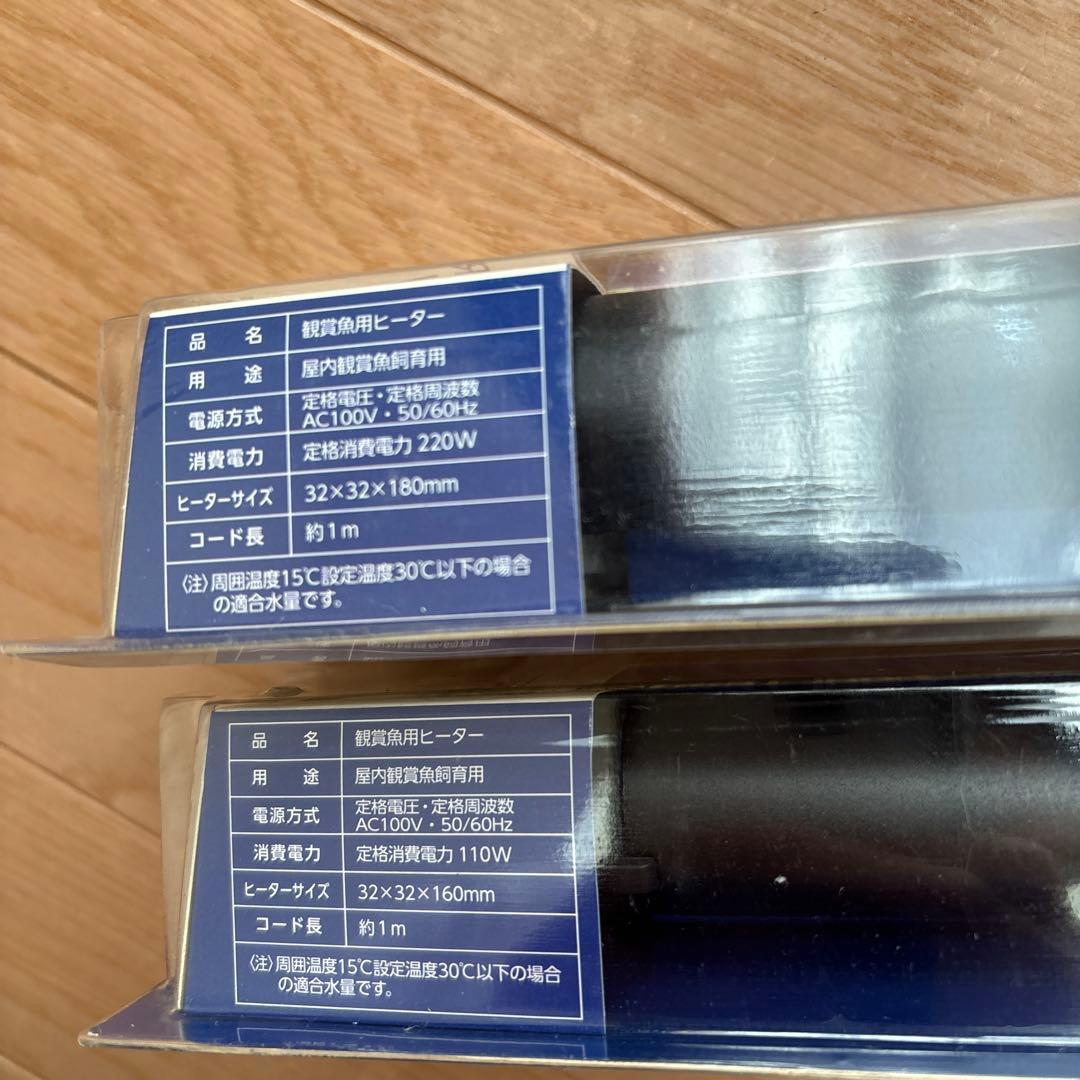 品 名 観賞魚用ヒーター
用 途 屋内観賞魚飼育用
電源方式 定格電圧・定格周波数
AC100V・50/60Hz
消費電力 定格消費電力 220W
ヒーターサイズ 32×32×180mm
コード長 約1m
〈注〉周囲温度15℃設定温度30℃以下の場合
の適合水量です。
品 名 観賞魚用ヒーター
用 途 屋内観賞魚飼育用
電源方式 定格電圧・定格周波数
AC100V・50/60Hz
消費電力 定格消費電力 110W
ヒーターサイズ 32×32×160mm
コード長 約1m
〈注〉周囲温度15℃設定温度30℃以下の場合
の適合水量です。